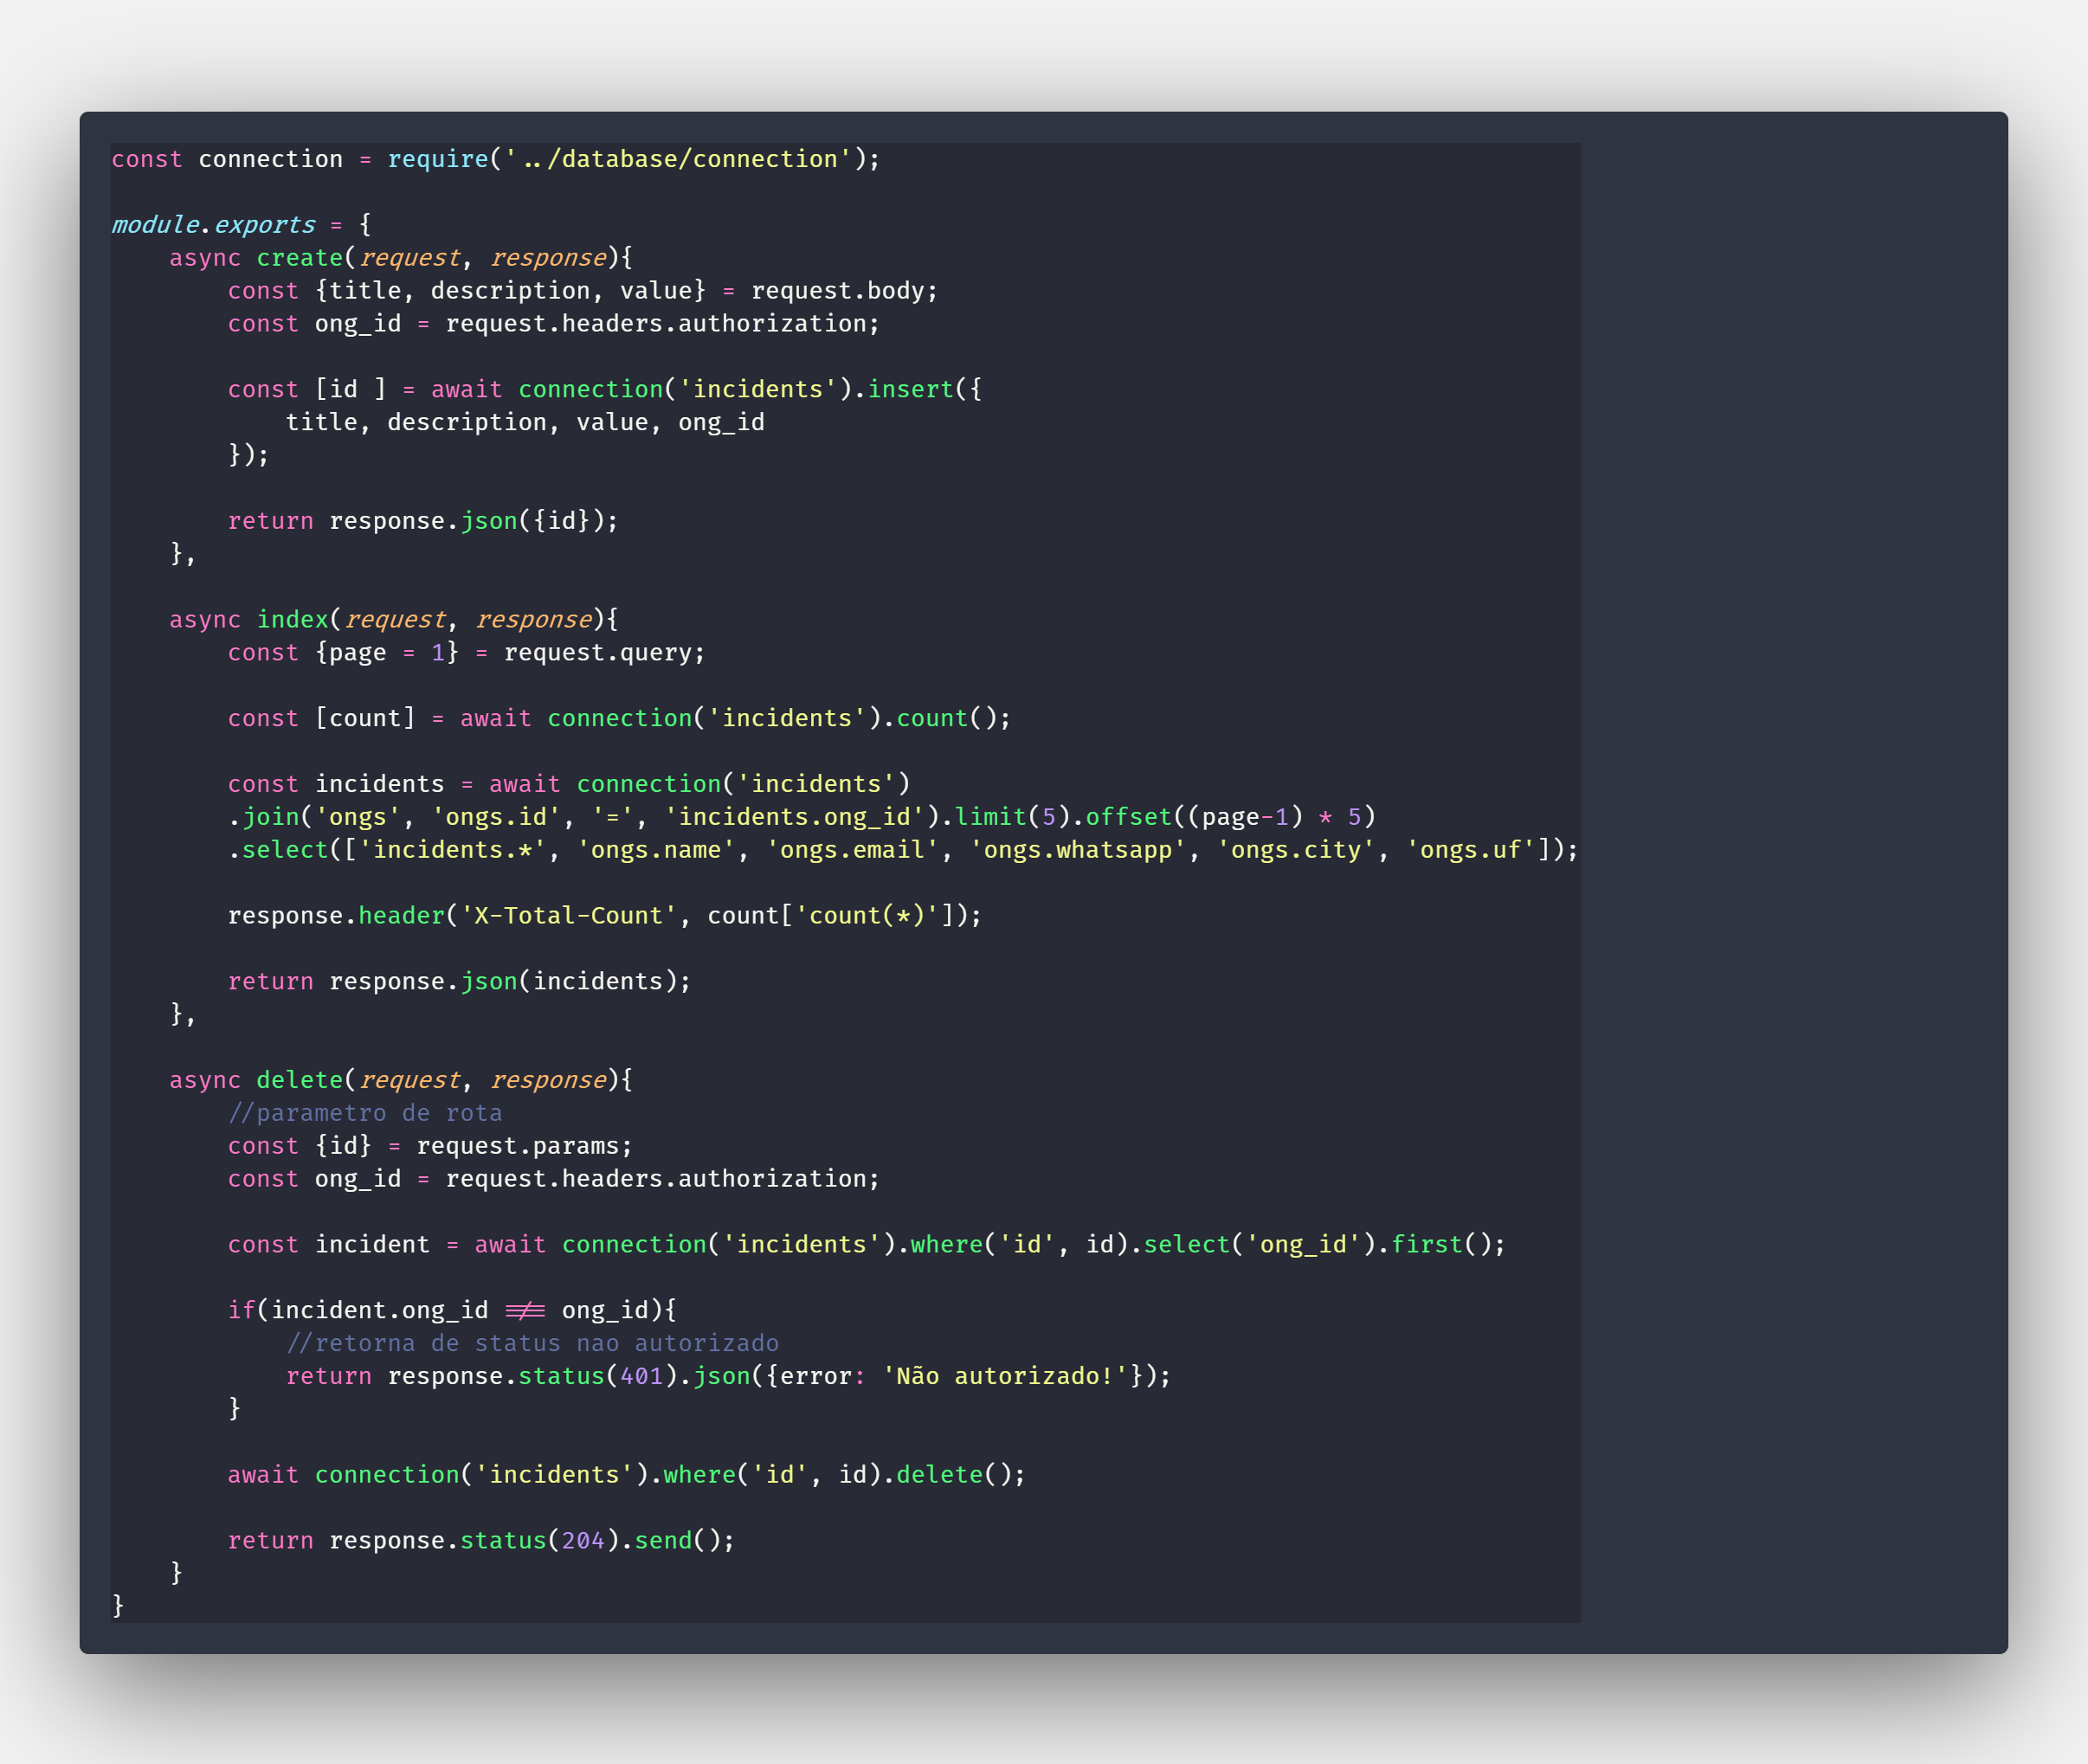 const connection = require('../database/connection');
module.exports = {
    async create(request, response){
        const {title, description, value} = request.body;
        const ong_id = request.headers.authorization;
        const [id ] = await connection('incidents').insert({
            title, description, value, ong_id
        });
        return response.json({id});
    },
    async index(request, response){
        const {page = 1} = request.query;
        const [count] = await connection('incidents').count();
        const incidents = await connection('incidents')
        .join('ongs', 'ongs.id', '=', 'incidents.ong_id').limit(5).offset((page-1) * 5)
        .select(['incidents.*', 'ongs.name', 'ongs.email', 'ongs.whatsapp', 'ongs.city', 'ongs.uf']);
        response.header('X-Total-Count', count['count(*)']);
        return response.json(incidents);
    },
    async delete(request, response){
        //parametro de rota
        const {id} = request.params;
        const ong_id = request.headers.authorization;
        const incident = await connection('incidents').where('id', id).select('ong_id').first();
        if(incident.ong_id !== ong_id){
            //retorna de status nao autorizado
            return response.status(401).json({error: 'Não autorizado!'});
        }
        await connection('incidents').where('id', id).delete();
        return response.status(204).send();
    }
}